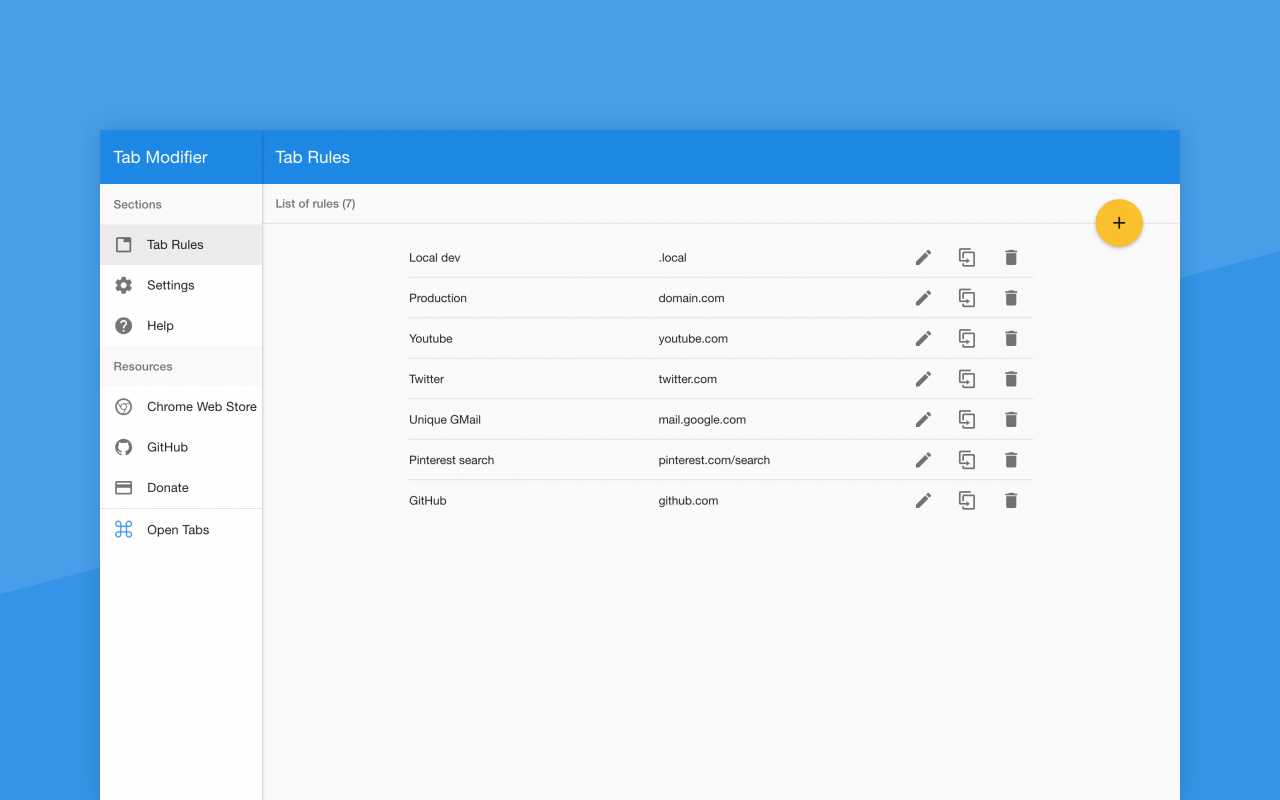 Tab Modifier
Tab Rules
Sections
List of rules (7)
Tab Rules
Settings
Help
Resources
Chrome Web Store
GitHub
Donate
Open Tabs
Local dev .local
Production domain.com
Youtube youtube.com
Twitter twitter.com
Unique GMail mail.google.com
Pinterest search pinterest.com/search
GitHub github.com